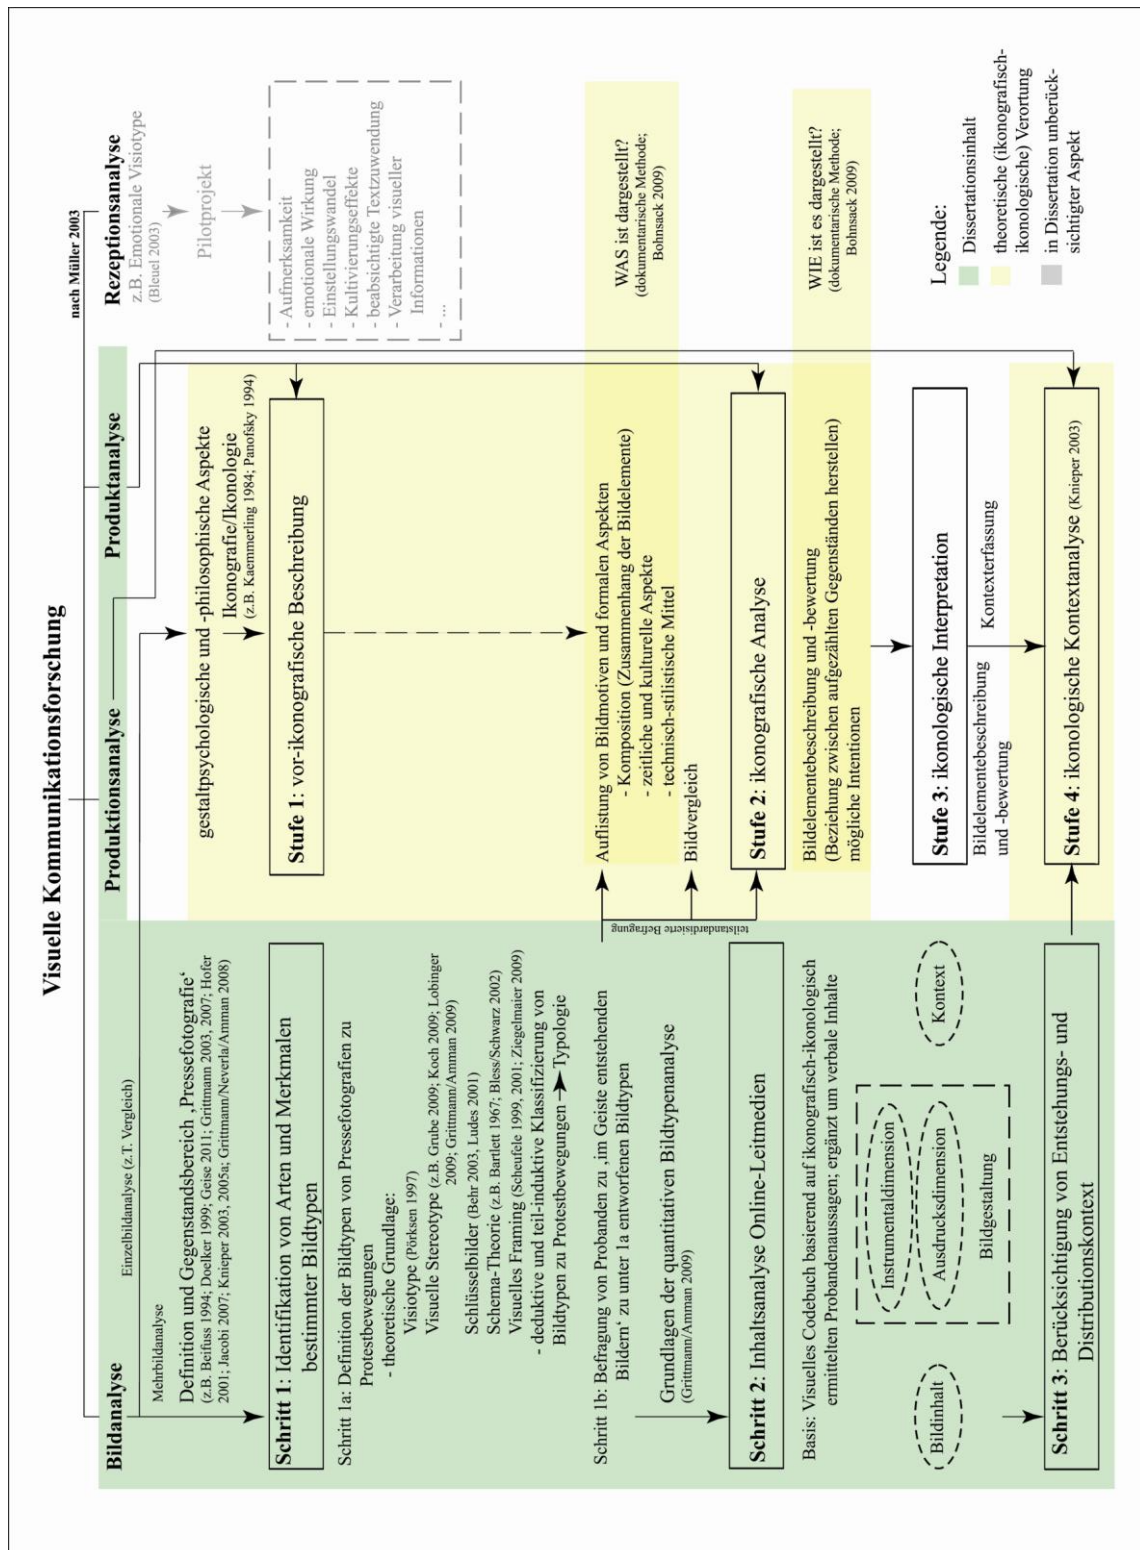 Visuelle Kommunikationsforschung
nach Müller 2003
Bildanalyse
Produktionsanalyse
Produktanalyse
Rezeptionsanalyse
z.B. Emotionale Visiotype
(Bleuel 2003)
Pilotprojekt
- Aufmerksamkeit
- emotionale Wirkung
- Einstellungswandel
- Kultivierungseffekte
- beabsichtigte Textzuwendung
- Verarbeitung visueller
Informationen
- ...
Mehrbildanalyse
Einzelbildanalyse (z.T. Vergleich)
Definition und Gegenstandsbereich ‚Pressefotografie‘
(z.B. Beifuss 1994; Doelker 1999; Geise 2011; Grittmann 2003, 2007; Hofer
2001; Jacobi 2007; Knieper 2003, 2005a; Grittmann/Neverla/Amman 2008)
Schritt 1: Identifikation von Arten und Merkmalen
bestimmter Bildtypen
Schritt 1a: Definition der Bildtypen von Pressefotografien zu
Protestbewegungen
- theoretische Grundlage:
Visiotype (Pörksen 1997)
Visuelle Stereotype (z.B. Grube 2009; Koch 2009; Lobinger
2009; Grittmann/Amman 2009)
Schlüsselbilder (Behr 2003, Ludes 2001)
Schema-Theorie (z.B. Bartlett 1967; Bless/Schwarz 2002)
Visuelles Framing (Scheufele 1999, 2001; Ziegelmaier 2009)
- deduktive und teil-induktive Klassifizierung von
Bildtypen zu Protestbewegungen Typologie
Schritt 1b: Befragung von Probanden zu ‚im Geiste entstehenden
Bildern‘ zu unter 1a entworfenen Bildtypen
Grundlagen der quantitativen Bildtypenanalyse
(Grittmann/Amman 2009)
Schritt 2: Inhaltsanalyse Online-Leitmedien
Basis: Visuelles Codebuch basierend auf ikonografisch-ikonologisch
ermittelten Probandenaussagen; ergänzt um verbale Inhalte
Bildinhalt
Instrumentaldimension
Ausdrucksdimension
Bildgestaltung
Kontext
Schritt 3: Berücksichtigung von Entstehungs- und
Distributionskontext
gestaltpsychologische und -philosophische Aspekte
Ikonografie/Ikonologie
(z.B. Kaemmerling 1984; Panofsky 1994)
Stufe 1: vor-ikonografische Beschreibung
teilstandardisierte Befragung
Auflistung von Bildmotiven und formalen Aspekten
- Komposition (Zusammenhang der Bildelemente)
- zeitliche und kulturelle Aspekte
- technisch-stilistische Mittel
Bildvergleich
Stufe 2: ikonografische Analyse
Bildelementebeschreibung und -bewertung
(Beziehung zwischen aufgezählten Gegenständen herstellen)
mögliche Intentionen
Stufe 3: ikonologische Interpretation
Bildelementebeschreibung
und -bewertung
Kontexterfassung
Stufe 4: ikonologische Kontextanalyse (Knieper 2003)
WAS ist dargestellt?
(dokumentarische Methode;
Bohnsack 2009)
WIE ist es dargestellt?
(dokumentarische Methode;
Bohnsack 2009)
Legende:
Dissertationsinhalt
theoretische (ikonografisch-
ikonologische) Verortung
in Dissertation unberück-
sichtigter Aspekt